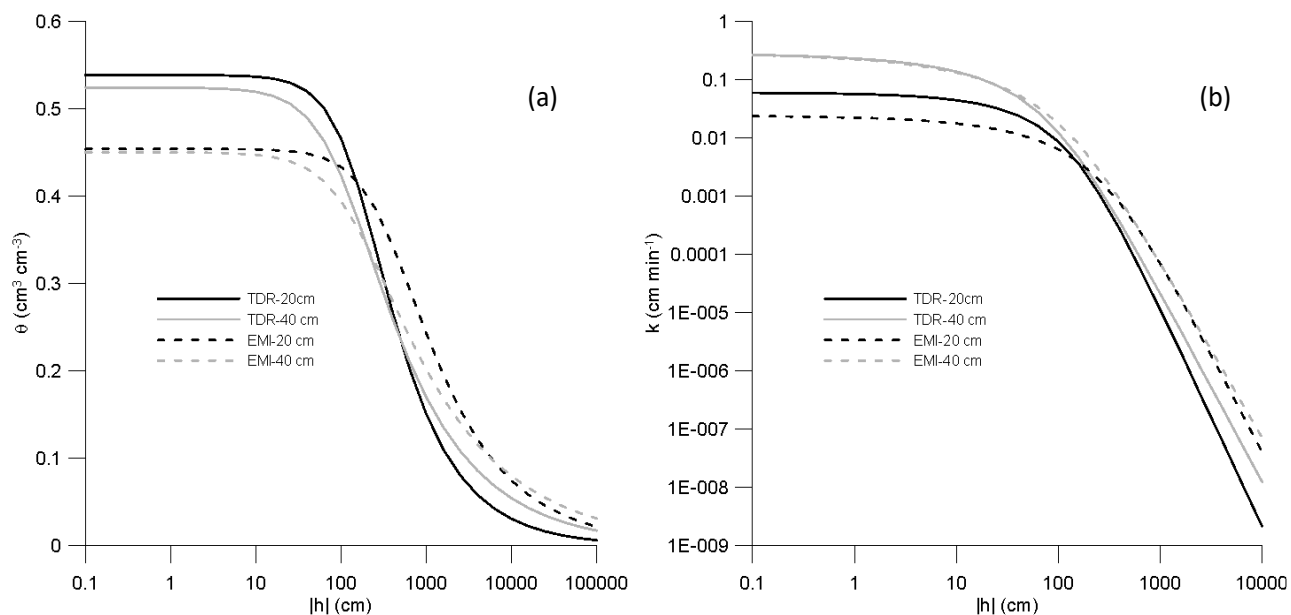 (a)
θ (cm³ cm⁻³)
0.6
0.5
0.4
0.3
0.2
0.1
0
TDR-20cm
TDR-40 cm
EMI-20 cm
EMI-40 cm
0.1 1 10 100 1000 10000 100000
|h| (cm)
(b)
k (cm min⁻¹)
1
0.1
0.01
0.001
0.0001
1E-005
1E-006
1E-007
1E-008
1E-009
TDR-20cm
TDR-40 cm
EMI-20 cm
EMI-40 cm
0.1 1 10 100 1000 10000
|h| (cm)